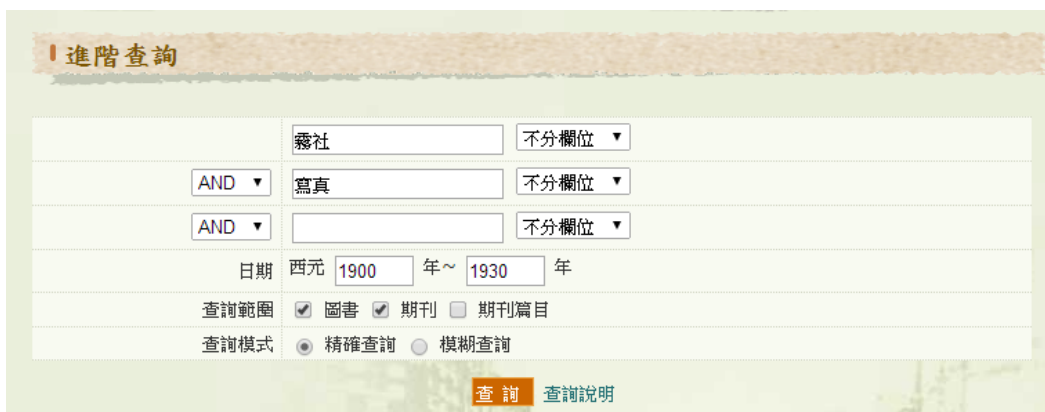 進階查詢
霧社 不分欄位
AND 寫真 不分欄位
AND 不分欄位
日期 西元 1900 年~ 1930 年
查詢範圍 圖書 期刊 期刊篇目
查詢模式 精確查詢 模糊查詢
查 詢 查詢說明